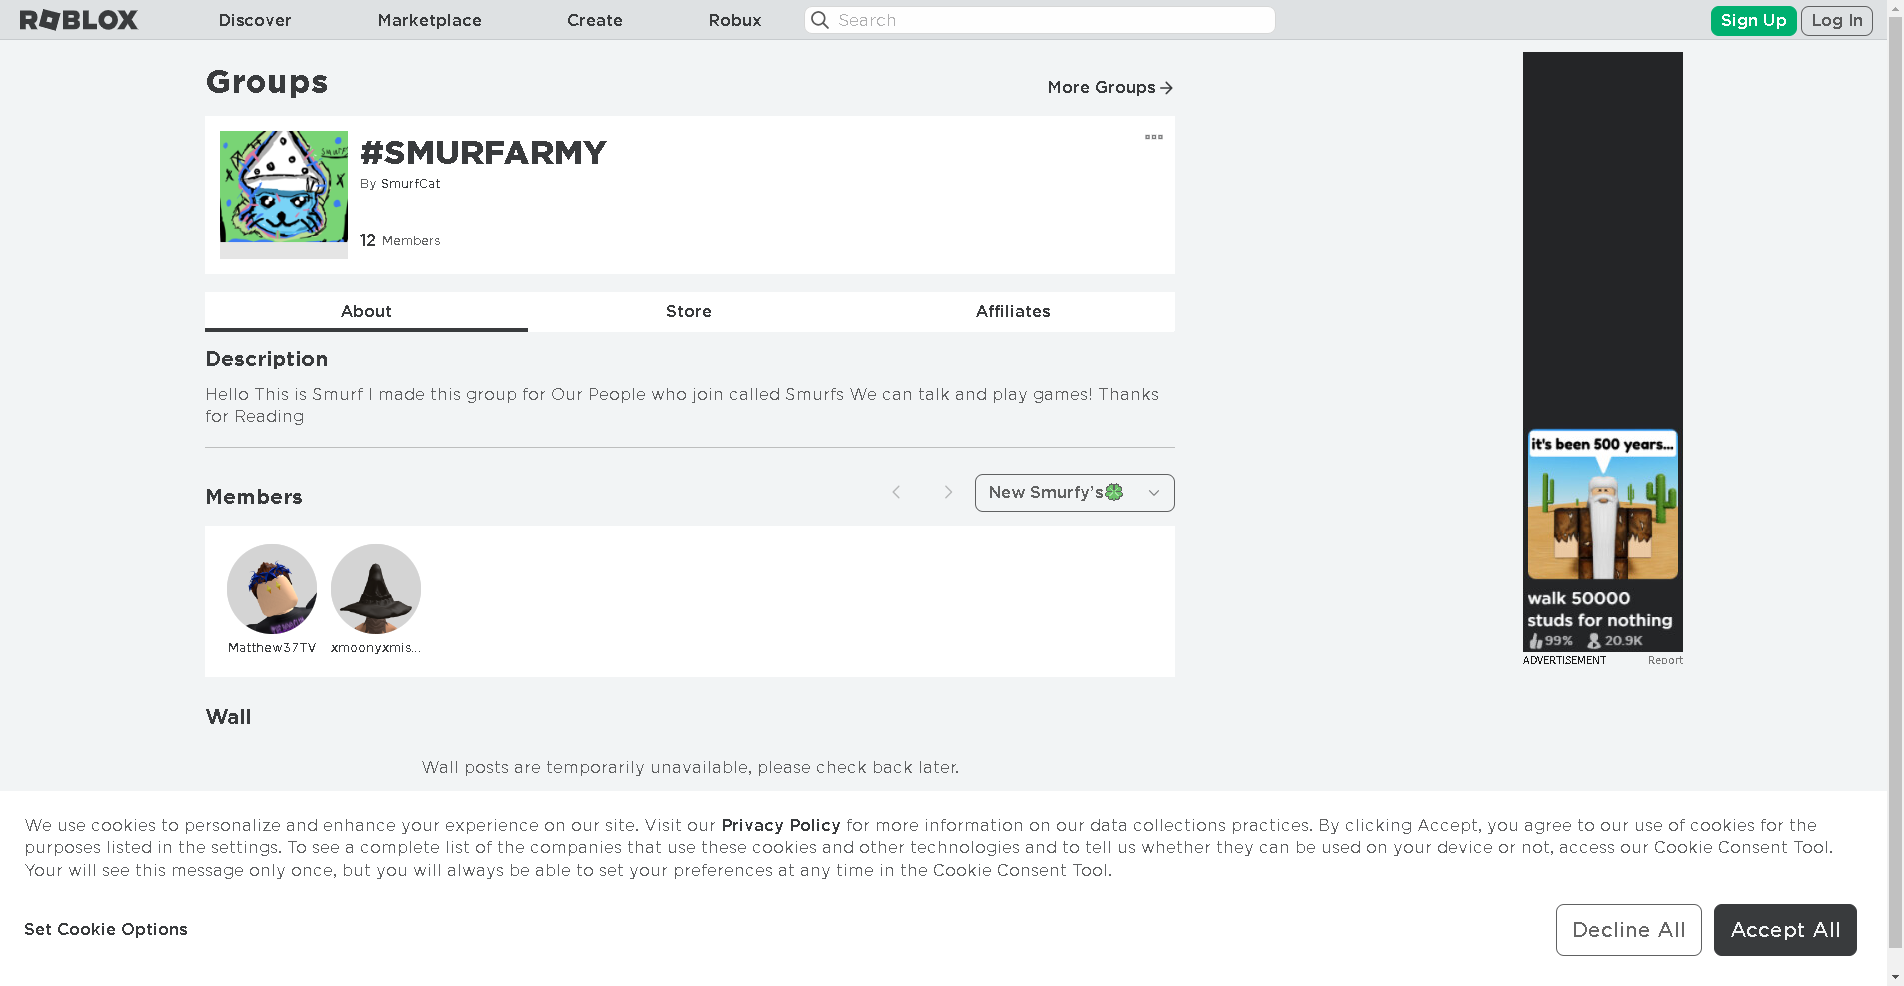 ROBLOX
Discover
Marketplace
Create
Robux
Search
Sign Up
Log In
Groups
More Groups
#SMURFARMY
By SmurfCat
12 Members
About
Store
Affiliates
Description
Hello This is Smurf I made this group for Our People who join called Smurfs We can talk and play games! Thanks
for Reading
Members
New Smurfy's🍀
Matthew37TV
xmoonyxmis...
Wall
Wall posts are temporarily unavailable, please check back later.
it's been 500 years...
walk 50000
studs for nothing
99% 20.9K
ADVERTISEMENT
Report
We use cookies to personalize and enhance your experience on our site. Visit our Privacy Policy for more information on our data collections practices. By clicking Accept, you agree to our use of cookies for the
purposes listed in the settings. To see a complete list of the companies that use these cookies and other technologies and to tell us whether they can be used on your device or not, access our Cookie Consent Tool.
Your will see this message only once, but you will always be able to set your preferences at any time in the Cookie Consent Tool.
Set Cookie Options
Decline All
Accept All